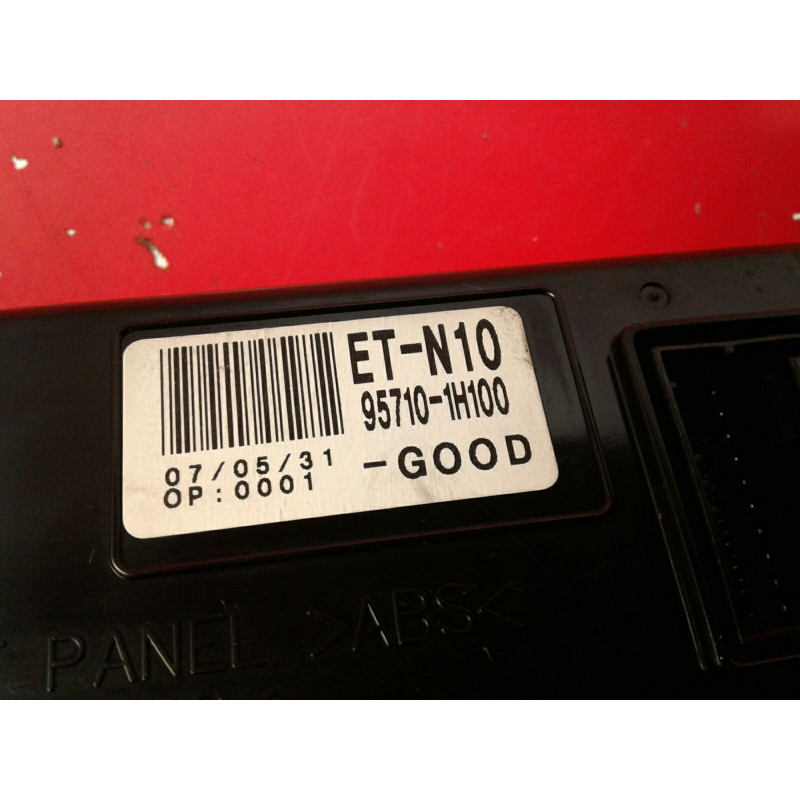 ET-N10
95710-1H100
-GOOD
07/05/31
OP:0001
PANEL >ABS<